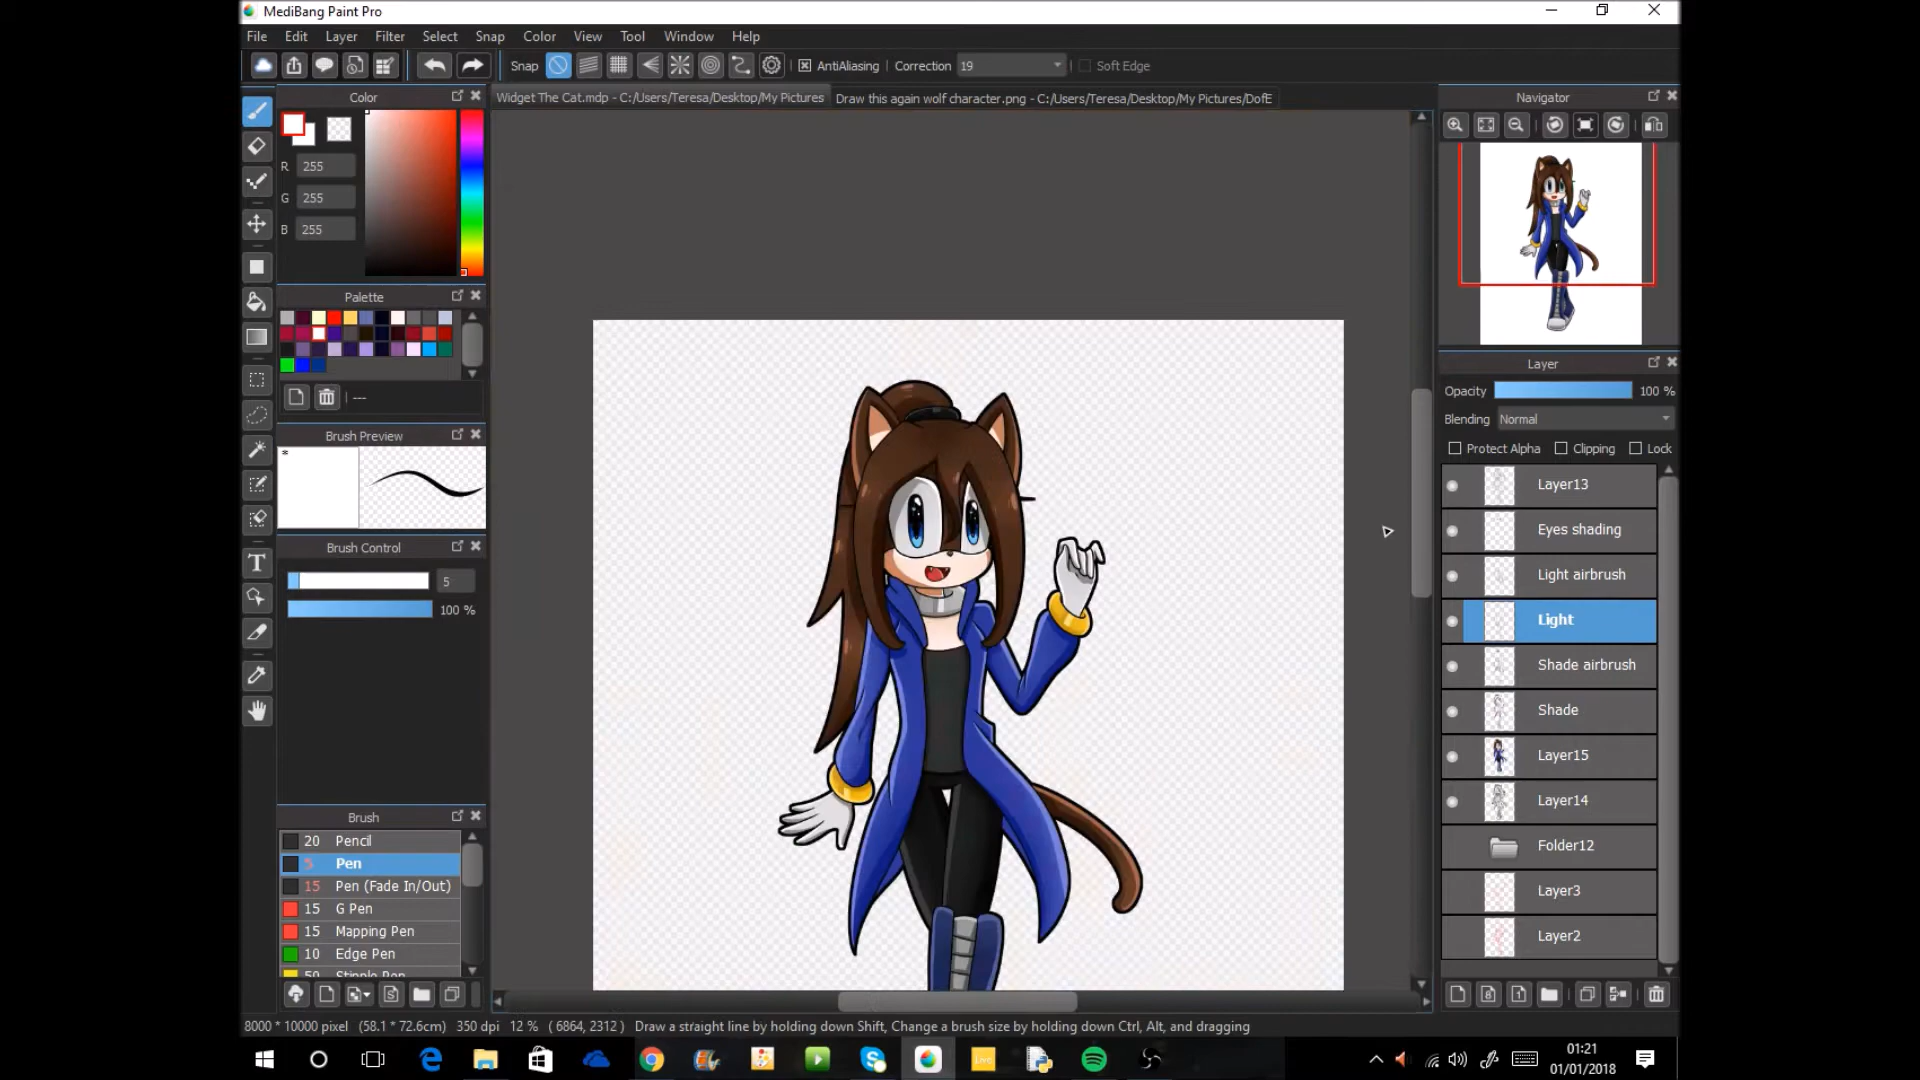 MediBang Paint Pro
File Edit Layer Filter Select Snap Color View Tool Window Help
Snap AntiAliasing Correction 19 Soft Edge
Widget The Cat.mdp - C:/Users/Teresa/Desktop/My Pictures
Draw this again wolf character.png - C:/Users/Teresa/Desktop/My Pictures/DofE
Color
R 255
G 255
B 255
Palette
---
Brush Preview
*
Brush Control
5
100 %
Brush
20 Pencil
5 Pen
15 Pen (Fade In/Out)
15 G Pen
15 Mapping Pen
10 Edge Pen
50 Stipple Pen
Navigator
Layer
Opacity 100 %
Blending Normal
Protect Alpha Clipping Lock
Layer13
Eyes shading
Light airbrush
Light
Shade airbrush
Shade
Layer15
Layer14
Folder12
Layer3
Layer2
8000 * 10000 pixel (58.1 * 72.6cm) 350 dpi 12 % ( 6864, 2312 ) Draw a straight line by holding down Shift, Change a brush size by holding down Ctrl, Alt, and dragging
01:21
01/01/2018